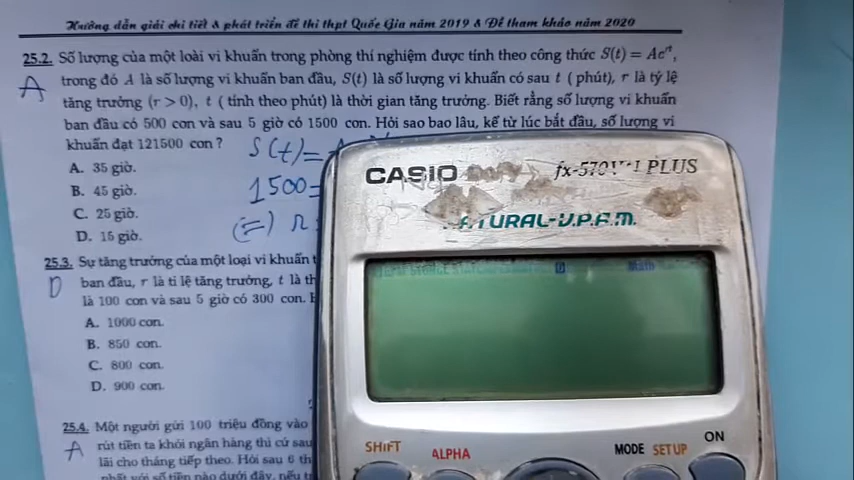 Hướng dẫn giải chi tiết & phát triển đề thi thpt Quốc Gia năm 2019 & Đề tham khảo năm 2020
25.2. Số lượng của một loài vi khuẩn trong phòng thí nghiệm được tính theo công thức S(t) = Ae^{rt},
A trong đó A là số lượng vi khuẩn ban đầu, S(t) là số lượng vi khuẩn có sau t ( phút), r là tỷ lệ
tăng trưởng (r > 0), t ( tính theo phút) là thời gian tăng trưởng. Biết rằng số lượng vi khuẩn
ban đầu có 500 con và sau 5 giờ có 1500 con. Hỏi sao bao lâu, kể từ lúc bắt đầu, số lượng vi
khuẩn đạt 121500 con ?
S(t) =
A. 35 giờ.
1500 =
B. 45 giờ.
C. 25 giờ.
(=) r
D. 15 giờ.
25.3. Sự tăng trưởng của một loại vi khuẩn
D ban đầu, r là tỉ lệ tăng trưởng, t là
là 100 con và sau 5 giờ có 300 con.
A. 1000 con.
B. 850 con.
C. 800 con.
D. 900 con.
25.4. Một người gửi 100 triệu đồng vào
A rút tiền ta khỏi ngân hàng thì cứ sau
lãi cho tháng tiếp theo. Hỏi sau 6
phất với số tiền nào dưới đây, nếu
CASIO
PLUS
V.P.A.M.
SHIFT
ALPHA
MODE SETUP
ON